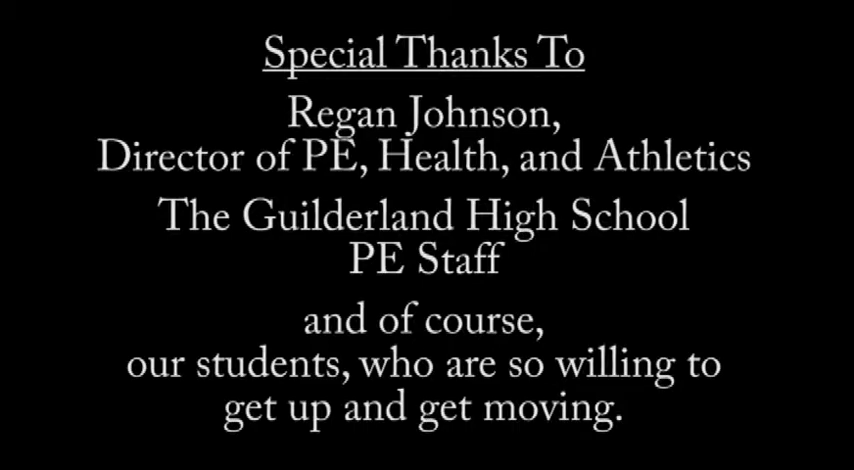 Special Thanks To
Regan Johnson,
Director of PE, Health, and Athletics
The Guilderland High School
PE Staff
and of course,
our students, who are so willing to
get up and get moving.